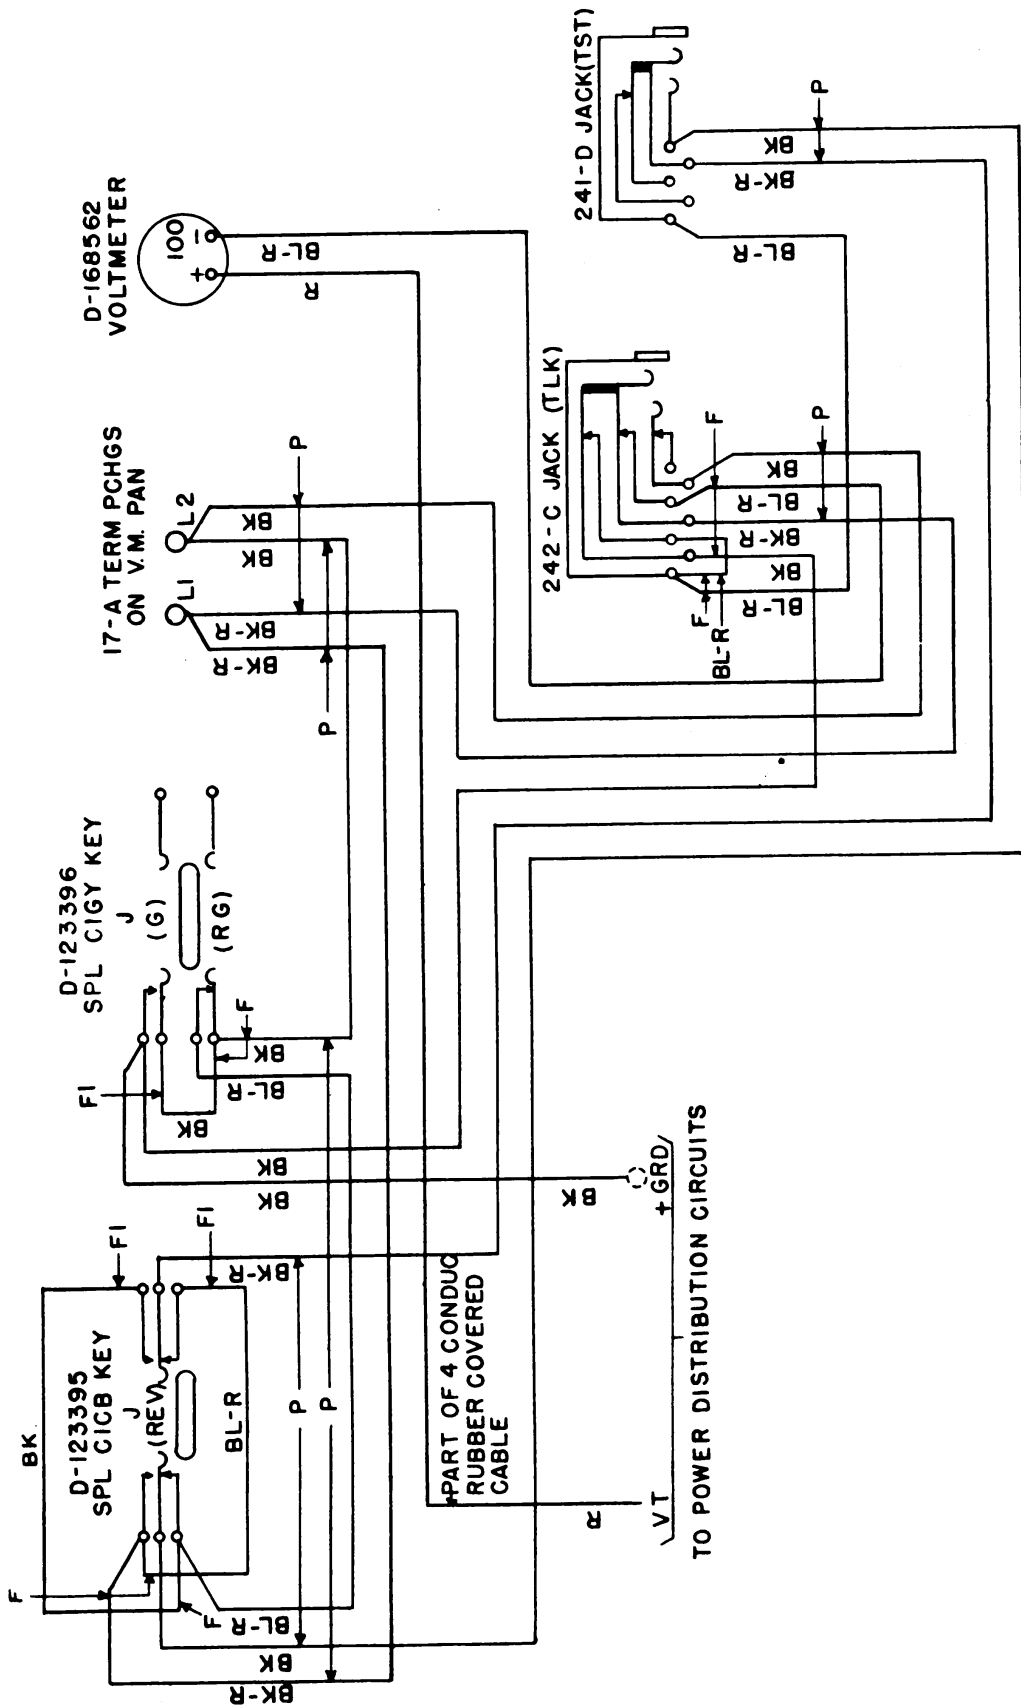 D-123395
SPL CICB KEY
J
(REV)
BK
BL-R
F
F
F1
F1
BK-R
BL-R
BK
BK-R
P
P
D-123396
SPL CIGY KEY
J
(G)
(RG)
F1
F
BK
BK
BL-R
BK
BK
BK
17-A TERM PCHGS
ON V.M. PAN
L1
L2
BK
BK
BK-R
BK-R
P
P
D-168562
VOLTMETER
100
+
-
BL-R
R
PART OF 4 CONDUC
RUBBER COVERED
CABLE
R
VT
+ GRD
TO POWER DISTRIBUTION CIRCUITS
242-C JACK (TLK)
F
P
BK
BL-R
BK-R
BK
BL-R
F
BL-R
241-D JACK(TST)
P
BK
BK-R
BL-R